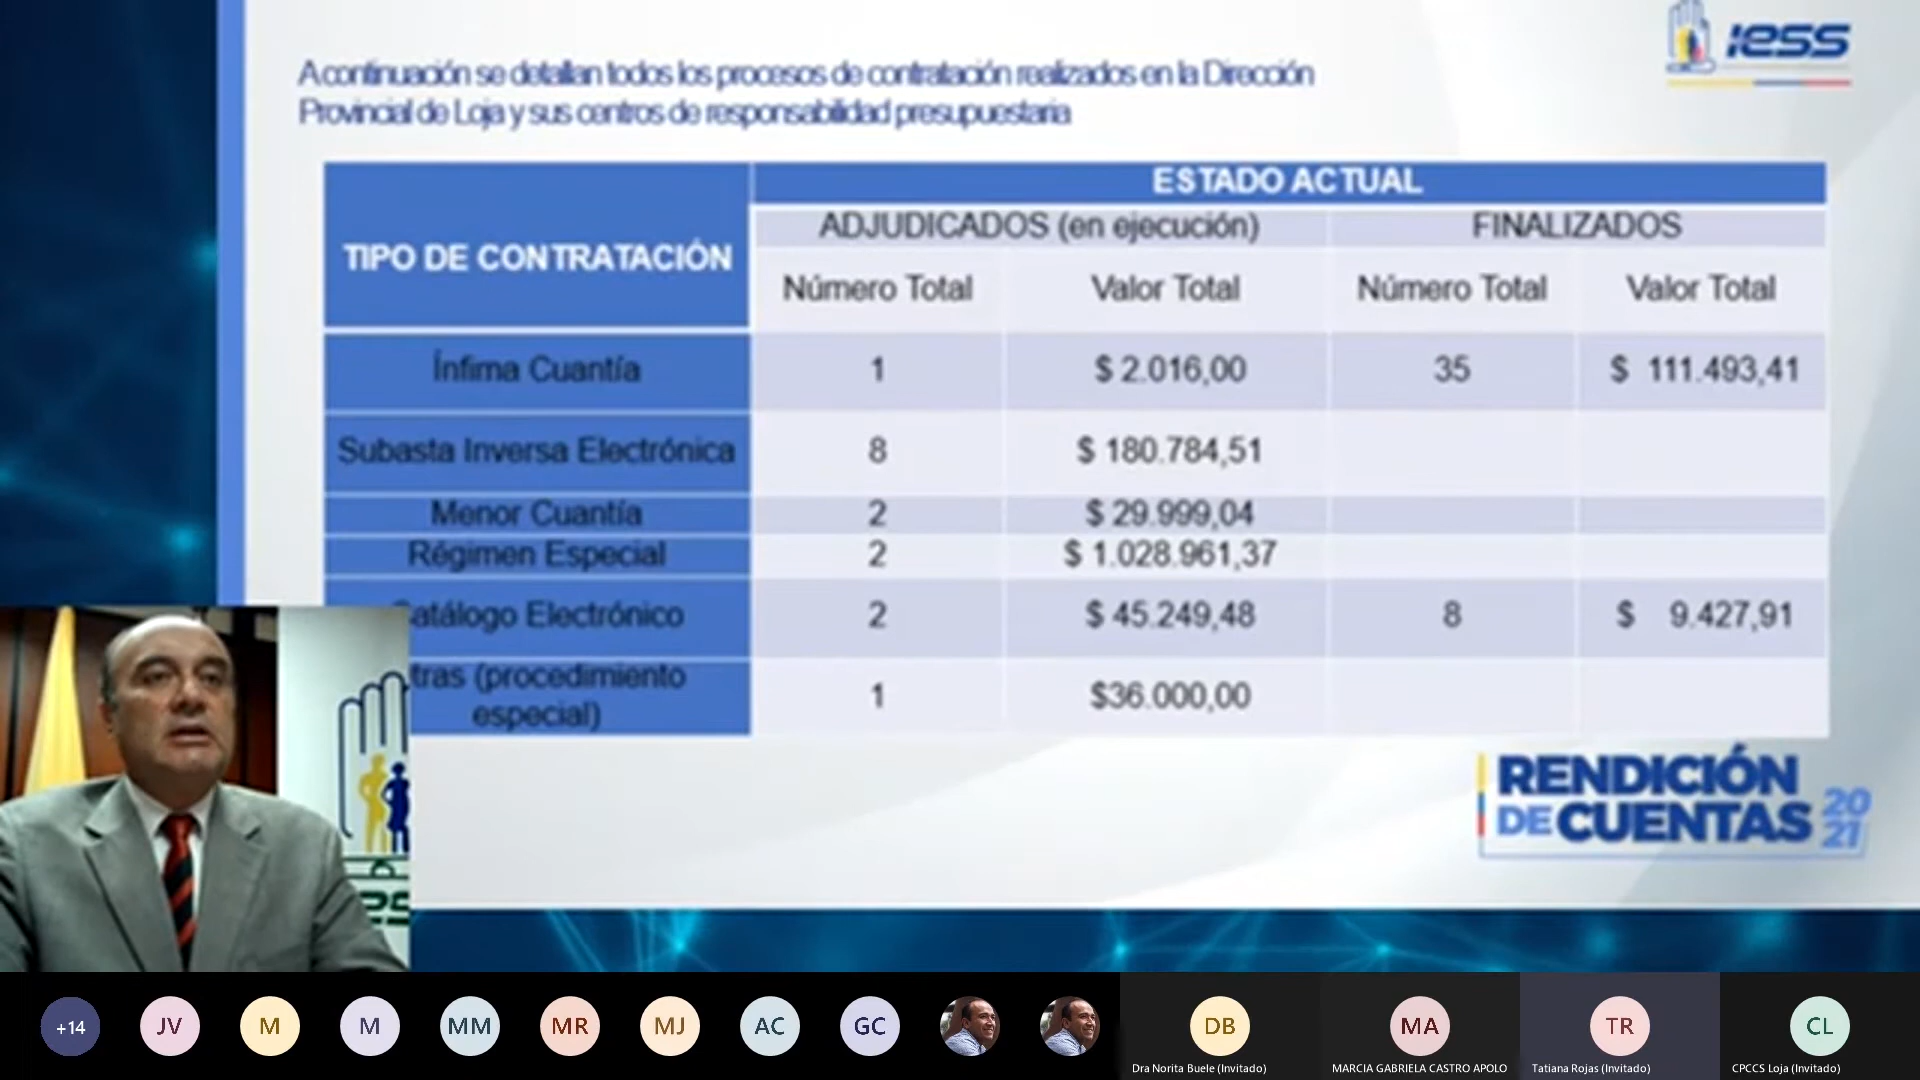 iess
A continuación se detallan todos los procesos de contratación realizados en la Dirección
Provincial de Loja y sus centros de responsabilidad presupuestaria
TIPO DE CONTRATACIÓN
ESTADO ACTUAL
ADJUDICADOS (en ejecución) FINALIZADOS
Número Total Valor Total Número Total Valor Total
Ínfima Cuantía 1 $ 2.016,00 35 $ 111.493,41
Subasta Inversa Electrónica 8 $ 180.784,51
Menor Cuantía 2 $ 29.999,04
Régimen Especial 2 $ 1.028.961,37
atálogo Electrónico 2 $ 45.249,48 8 $ 9.427,91
tras (procedimiento
especial) 1 $36.000,00
RENDICIÓN
DE CUENTAS 20
21
+14 JV M M MM MR MJ AC GC DB MA TR CL
Dra Norita Buele (Invitado) MARCIA GABRIELA CASTRO APOLO Tatiana Rojas (Invitado) CPCCS Loja (Invitado)